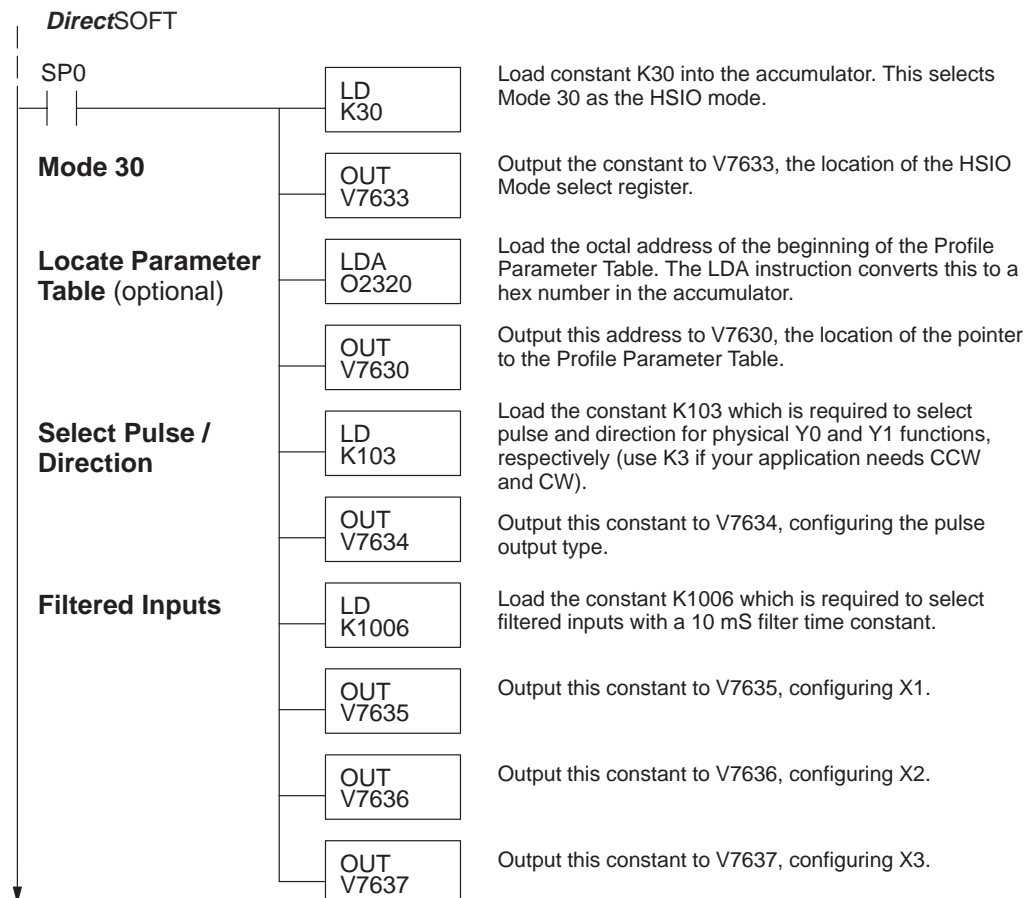 DirectSOFT
SP0
LD
K30
Load constant K30 into the accumulator. This selects
Mode 30 as the HSIO mode.
Mode 30
OUT
V7633
Output the constant to V7633, the location of the HSIO
Mode select register.
Locate Parameter
Table (optional)
LDA
O2320
Load the octal address of the beginning of the Profile
Parameter Table. The LDA instruction converts this to a
hex number in the accumulator.
OUT
V7630
Output this address to V7630, the location of the pointer
to the Profile Parameter Table.
Select Pulse /
Direction
LD
K103
Load the constant K103 which is required to select
pulse and direction for physical Y0 and Y1 functions,
respectively (use K3 if your application needs CCW
and CW).
OUT
V7634
Output this constant to V7634, configuring the pulse
output type.
Filtered Inputs
LD
K1006
Load the constant K1006 which is required to select
filtered inputs with a 10 mS filter time constant.
OUT
V7635
Output this constant to V7635, configuring X1.
OUT
V7636
Output this constant to V7636, configuring X2.
OUT
V7637
Output this constant to V7637, configuring X3.